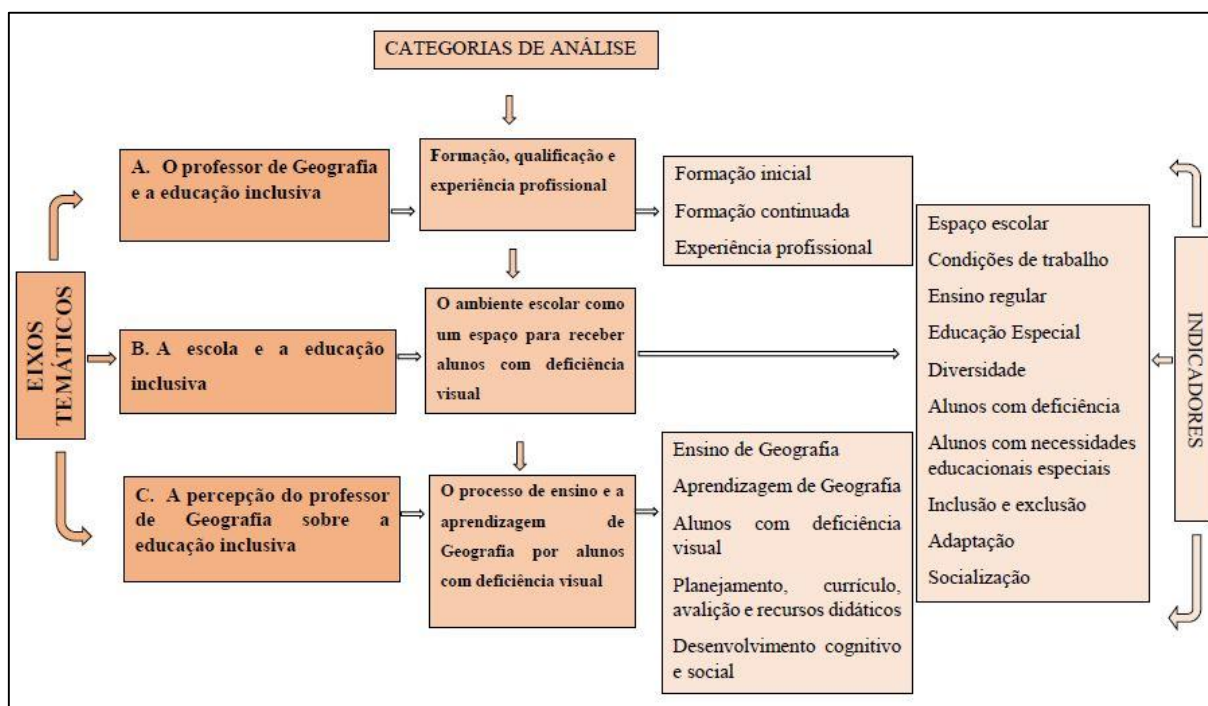 CATEGORIAS DE ANÁLISE
EIXOS
TEMÁTICOS
A. O professor de Geografia
e a educação inclusiva
Formação, qualificação e
experiência profissional
Formação inicial
Formação continuada
Experiência profissional
B. A escola e a educação
inclusiva
O ambiente escolar como
um espaço para receber
alunos com deficiência
visual
Espaço escolar
Condições de trabalho
Ensino regular
Educação Especial
Diversidade
Alunos com deficiência
Alunos com necessidades
educacionais especiais
Inclusão e exclusão
Adaptação
Socialização
C. A percepção do professor
de Geografia sobre a
educação inclusiva
O processo de ensino e a
aprendizagem de
Geografia por alunos
com deficiência visual
Ensino de Geografia
Aprendizagem de Geografia
Alunos com deficiência
visual
Planejamento, currículo,
avalição e recursos didáticos
Desenvolvimento cognitivo
e social
INDICADORES